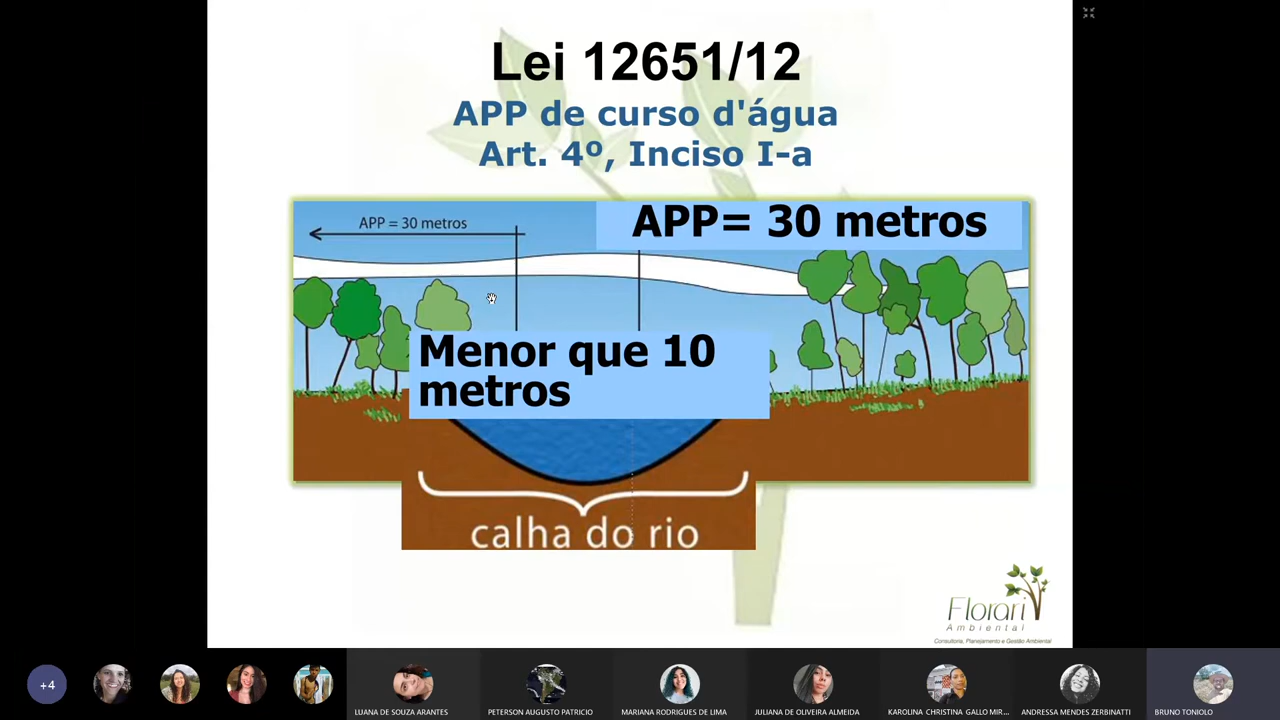 Lei 12651/12
APP de curso d'água
Art. 4º, Inciso I-a
APP = 30 metros
APP= 30 metros
Menor que 10
metros
calha do rio
Florari
Ambiental
Consultoria, Planejamento e Gestão Ambiental
+4
LUANA DE SOUZA ARANTES
PETERSON AUGUSTO PATRICIO
MARIANA RODRIGUES DE LIMA
JULIANA DE OLIVEIRA ALMEIDA
KAROLINA CHRISTINA GALLO MIR...
ANDRESSA MENDES ZERBINATTI
BRUNO TONIOLO